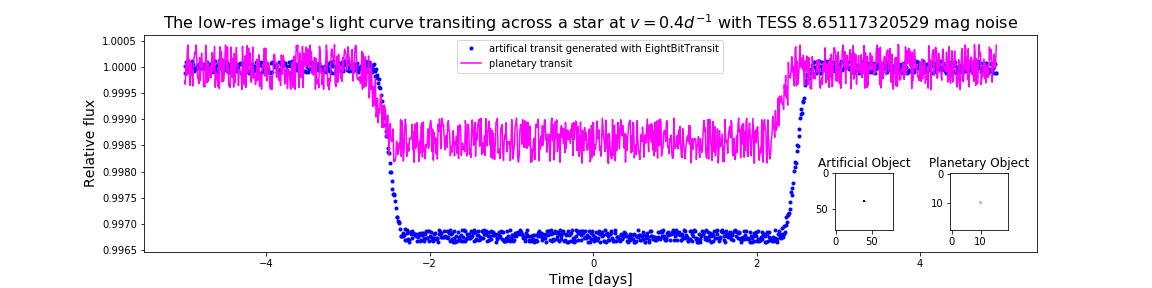 The low-res image's light curve transiting across a star at v = 0.4d⁻¹ with TESS 8.65117320529 mag noise
artifical transit generated with EightBitTransit
planetary transit
Relative flux
1.0005
1.0000
0.9995
0.9990
0.9985
0.9980
0.9975
0.9970
0.9965
Artificial Object
0
50
0 50
Planetary Object
0
10
0 10
−4 −2 0 2 4
Time [days]